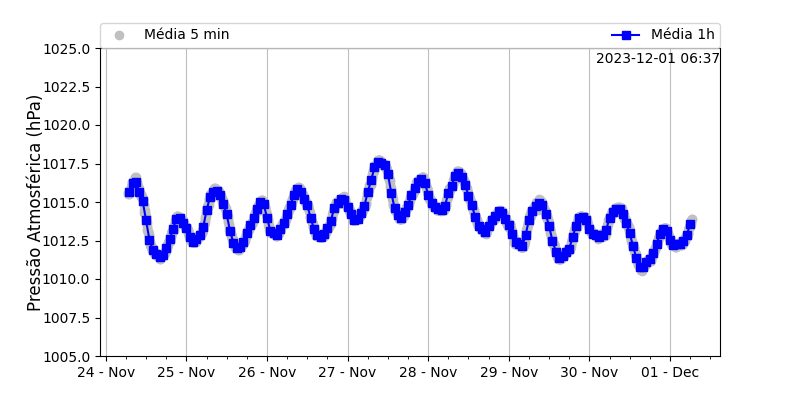 Média 5 min
Média 1h
2023-12-01 06:37
Pressão Atmosférica (hPa)
1025.0
1022.5
1020.0
1017.5
1015.0
1012.5
1010.0
1007.5
1005.0
24 - Nov
25 - Nov
26 - Nov
27 - Nov
28 - Nov
29 - Nov
30 - Nov
01 - Dec